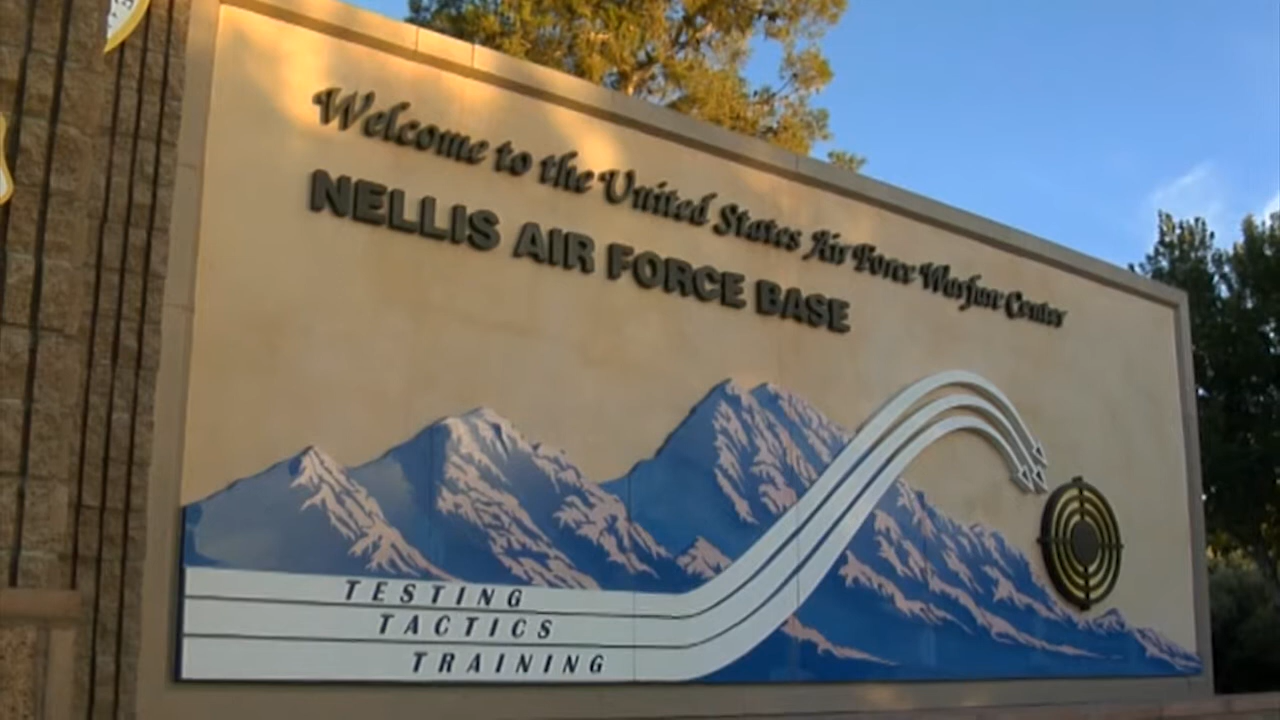 Welcome to the United States Air Force Warfare Center
NELLIS AIR FORCE BASE
TESTING
TACTICS
TRAINING